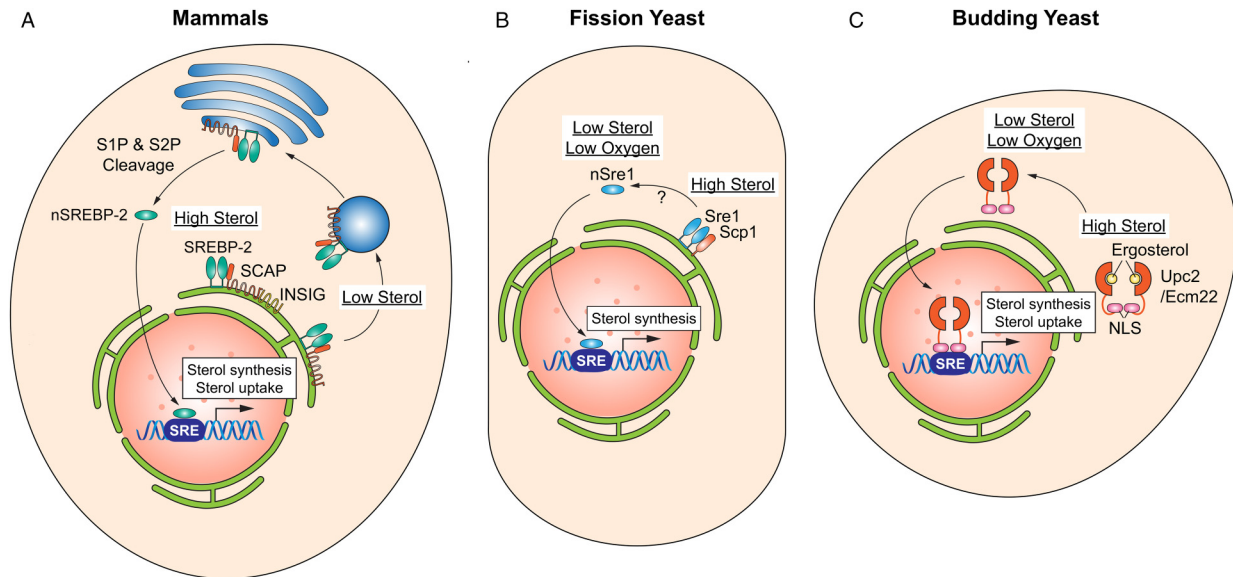 A
Mammals
S1P & S2P
Cleavage
nSREBP-2
High Sterol
SREBP-2
SCAP
INSIG
Low Sterol
Sterol synthesis
Sterol uptake
SRE
B
Fission Yeast
Low Sterol
Low Oxygen
nSre1
?
High Sterol
Sre1
Scp1
Sterol synthesis
SRE
C
Budding Yeast
Low Sterol
Low Oxygen
High Sterol
Ergosterol
Upc2
/Ecm22
NLS
Sterol synthesis
Sterol uptake
SRE